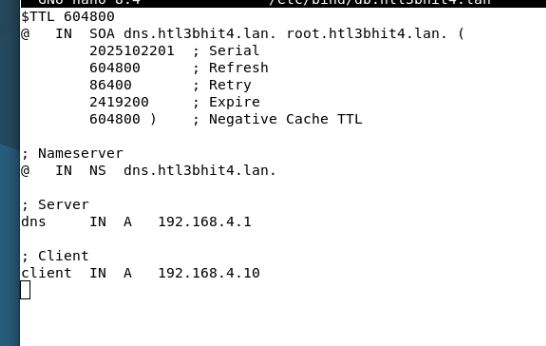 GNU nano 8.4 /etc/bind/db.htl3bhit4.lan
$TTL 604800
@   IN  SOA dns.htl3bhit4.lan. root.htl3bhit4.lan. (
        2025102201  ; Serial
        604800      ; Refresh
        86400       ; Retry
        2419200     ; Expire
        604800 )    ; Negative Cache TTL
; Nameserver
@   IN  NS  dns.htl3bhit4.lan.
; Server
dns     IN  A   192.168.4.1
; Client
client  IN  A   192.168.4.10